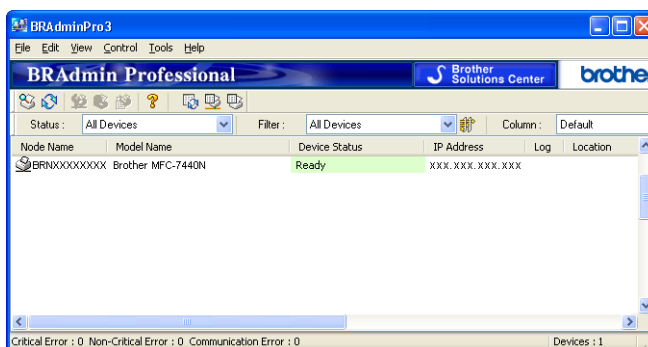 BRAdminPro3
File Edit View Control Tools Help
BRAdmin Professional Brother Solutions Center brothe
Status : All Devices Filter : All Devices Column : Default
Node Name Model Name Device Status IP Address Log Location
BRNXXXXXXX Brother MFC-7440N Ready XXX.XXX.XXX.XXX
Critical Error : 0 Non-Critical Error : 0 Communication Error : 0 Devices : 1